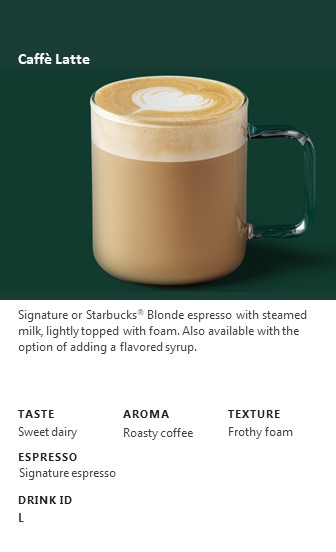 Caffè Latte
Signature or Starbucks® Blonde espresso with steamed
milk, lightly topped with foam. Also available with the
option of adding a flavored syrup.
TASTE AROMA TEXTURE
Sweet dairy Roasty coffee Frothy foam
ESPRESSO
Signature espresso
DRINK ID
L